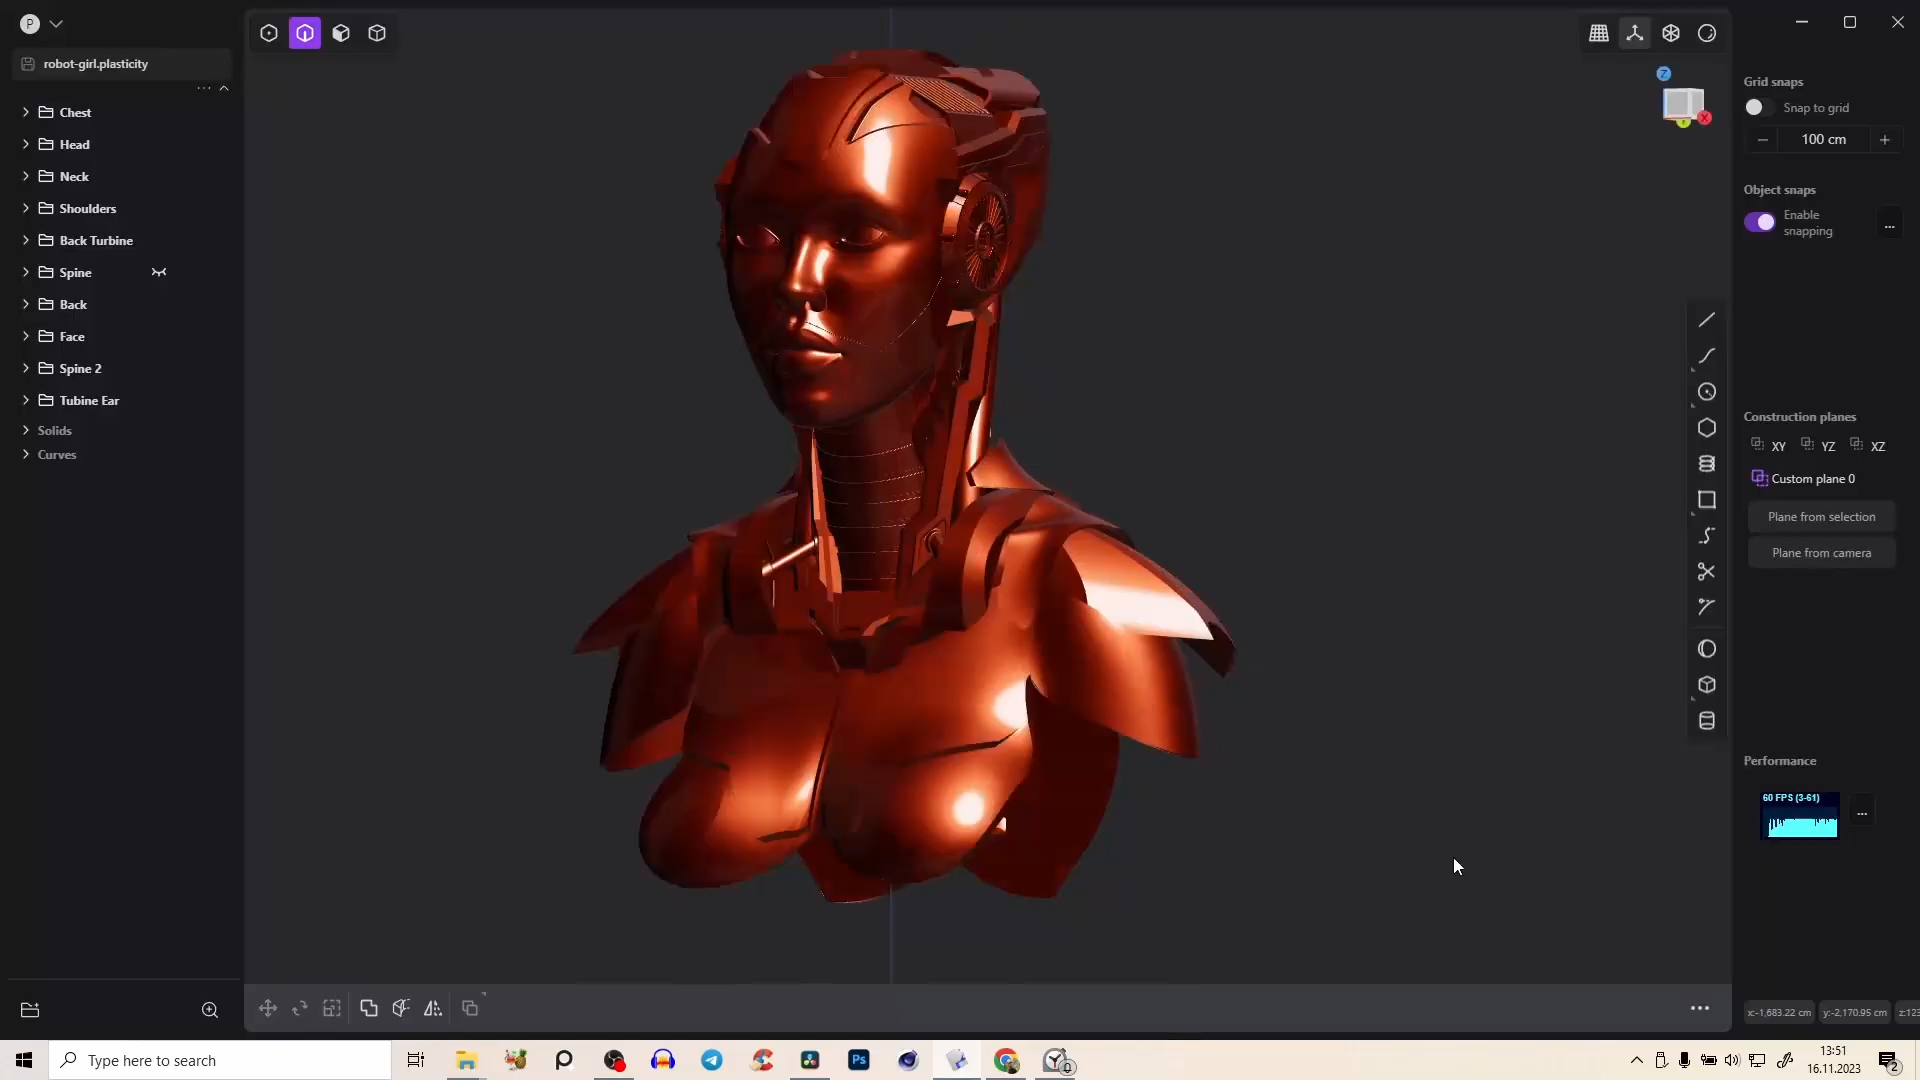 P
robot-girl.plasticity
Chest
Head
Neck
Shoulders
Back Turbine
Spine
Back
Face
Spine 2
Tubine Ear
Solids
Curves
Z
X
Grid snaps
Snap to grid
100 cm
Object snaps
Enable
snapping
Construction planes
XY YZ XZ
Custom plane 0
Plane from selection
Plane from camera
Performance
60 FPS (3-61)
x:-1,683.22 cm y:-2,170.95 cm z:123
Type here to search
Ps
13:51
16.11.2023
2